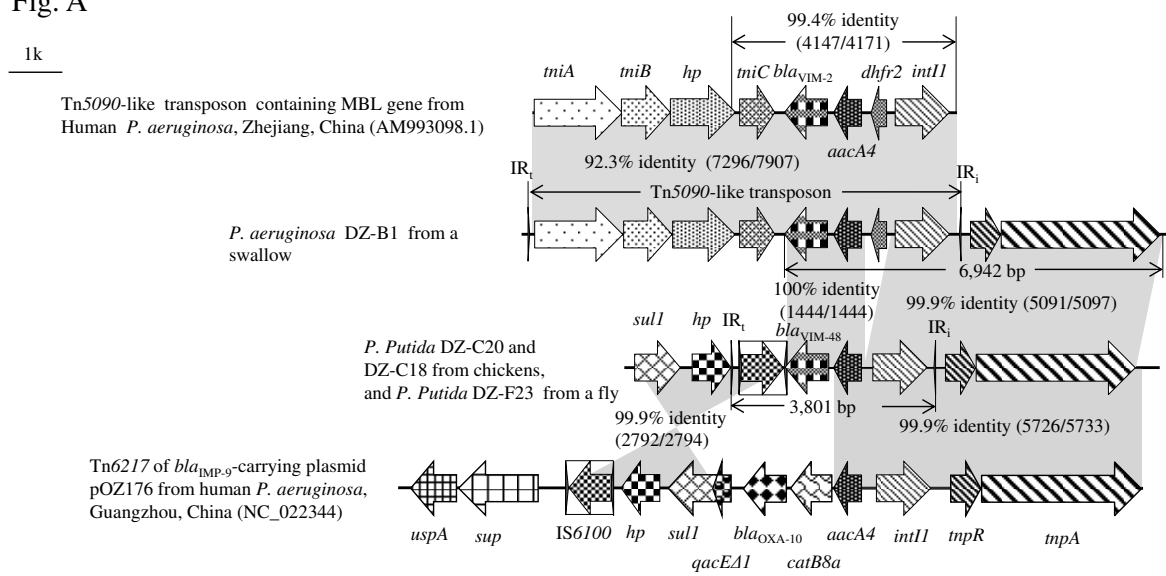 Fig. A
1k
99.4% identity
(4147/4171)
tniA tniB hp tniC blaVIM-2 dhfr2 intI1
Tn5090-like transposon containing MBL gene from
Human P. aeruginosa, Zhejiang, China (AM993098.1)
aacA4
92.3% identity (7296/7907)
IRt
IRi
Tn5090-like transposon
P. aeruginosa DZ-B1 from a
swallow
6,942 bp
100% identity
(1444/1444)
99.9% identity (5091/5097)
sul1 hp IRt blaVIM-48 IRi
P. Putida DZ-C20 and
DZ-C18 from chickens,
and P. Putida DZ-F23 from a fly
3,801 bp
99.9% identity
(2792/2794)
99.9% identity (5726/5733)
Tn6217 of blaIMP-9-carrying plasmid
pOZ176 from human P. aeruginosa,
Guangzhou, China (NC_022344)
uspA sup IS6100 hp sul1 blaOXA-10 aacA4 intI1 tnpR tnpA
qacEΔ1 catB8a